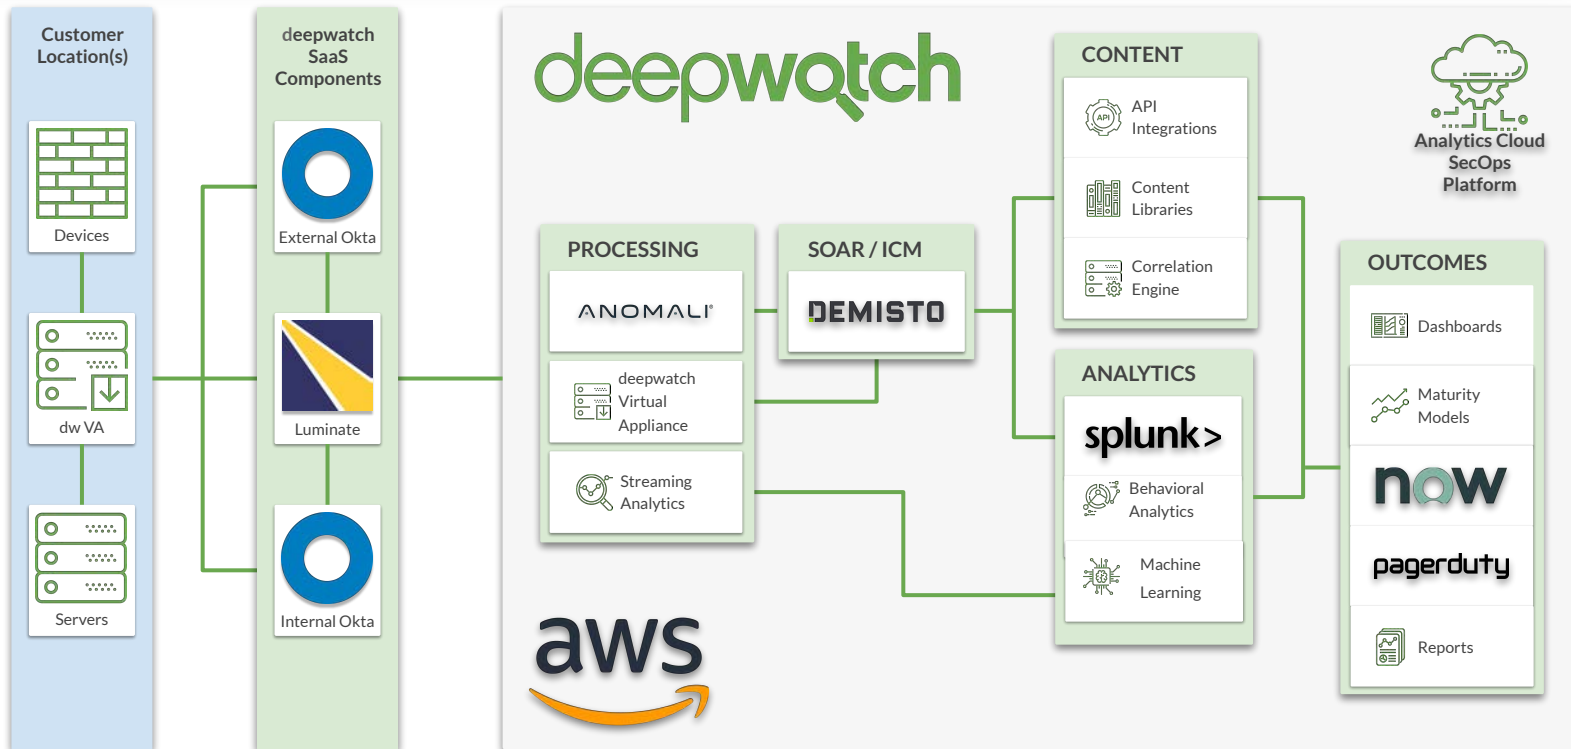 Customer
Location(s)
Devices
dw VA
Servers
deepwatch
SaaS
Components
External Okta
Luminate
Internal Okta
deepwatch
PROCESSING
ANOMALI®
deepwatch
Virtual
Appliance
Streaming
Analytics
SOAR / ICM
DEMISTO
CONTENT
API
API
Integrations
Content
Libraries
Correlation
Engine
ANALYTICS
splunk>
Behavioral
Analytics
Machine
Learning
Analytics Cloud
SecOps
Platform
OUTCOMES
Dashboards
Maturity
Models
now
pagerduty
Reports
aws